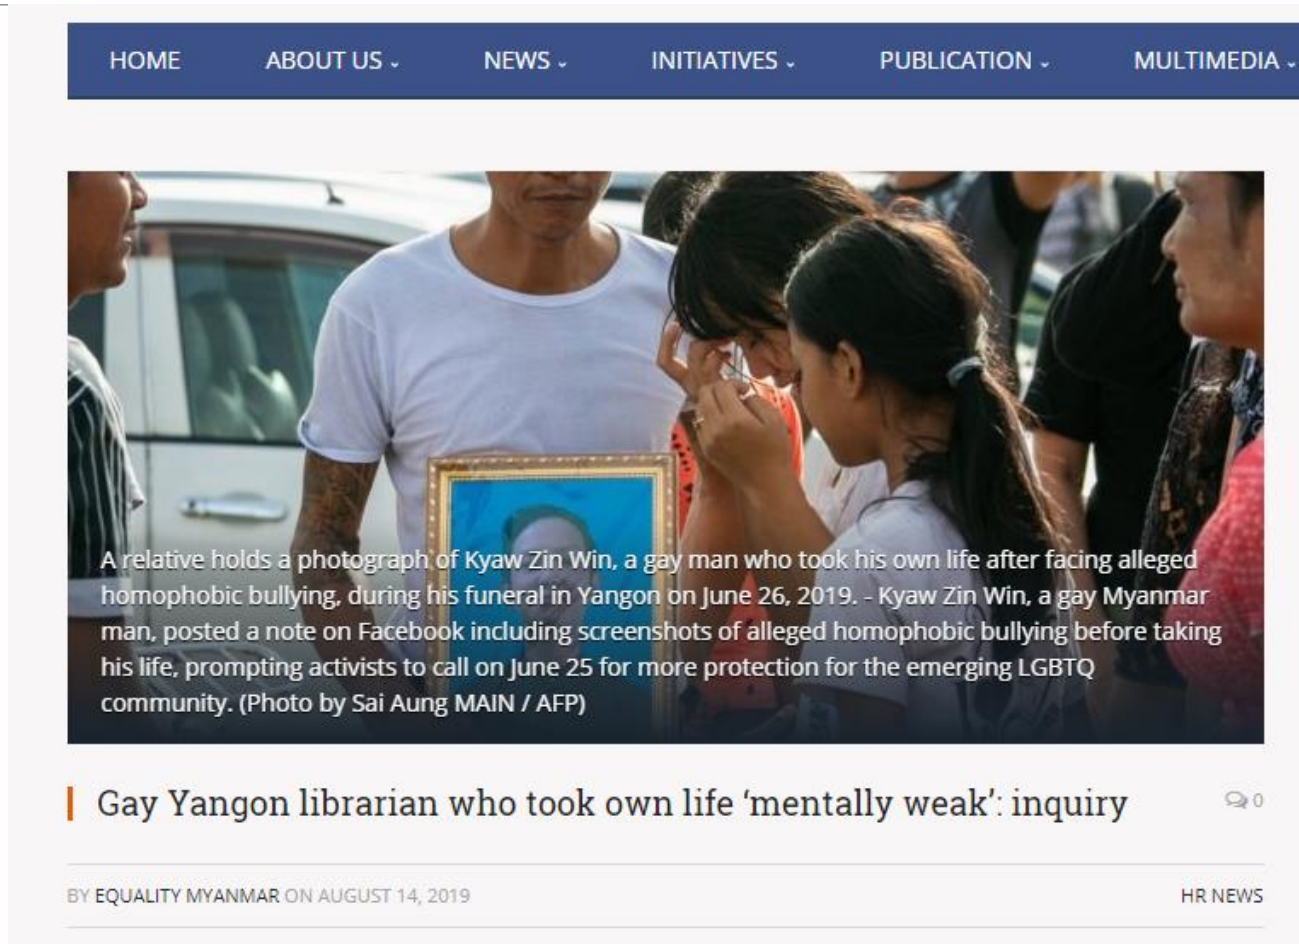 HOME ABOUT US NEWS INITIATIVES PUBLICATION MULTIMEDIA
A relative holds a photograph of Kyaw Zin Win, a gay man who took his own life after facing alleged
homophobic bullying, during his funeral in Yangon on June 26, 2019. - Kyaw Zin Win, a gay Myanmar
man, posted a note on Facebook including screenshots of alleged homophobic bullying before taking
his life, prompting activists to call on June 25 for more protection for the emerging LGBTQ
community. (Photo by Sai Aung MAIN / AFP)
Gay Yangon librarian who took own life ‘mentally weak’: inquiry 0
BY EQUALITY MYANMAR ON AUGUST 14, 2019 HR NEWS